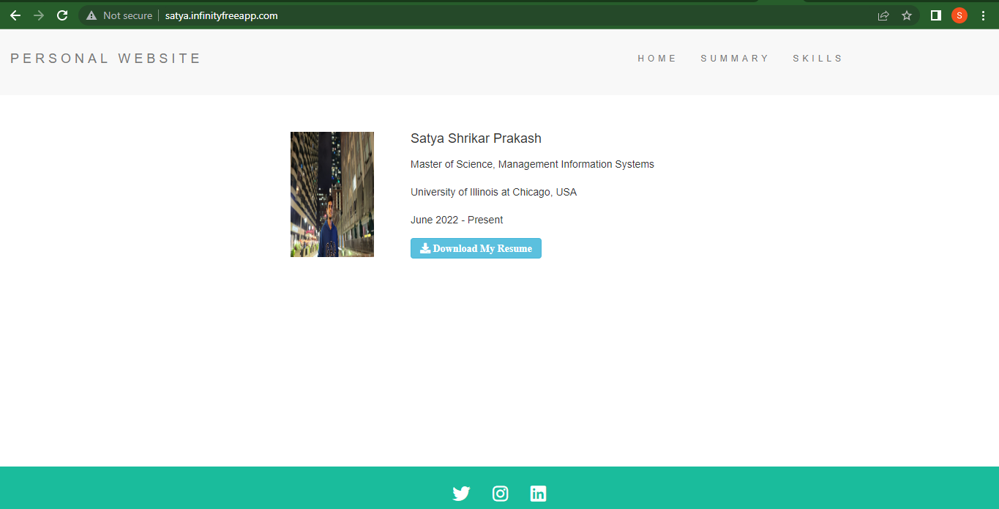 Not secure
satya.infinityfreeapp.com
S
PERSONAL WEBSITE
HOME SUMMARY SKILLS
Satya Shrikar Prakash
Master of Science, Management Information Systems
University of Illinois at Chicago, USA
June 2022 - Present
Download My Resume
in